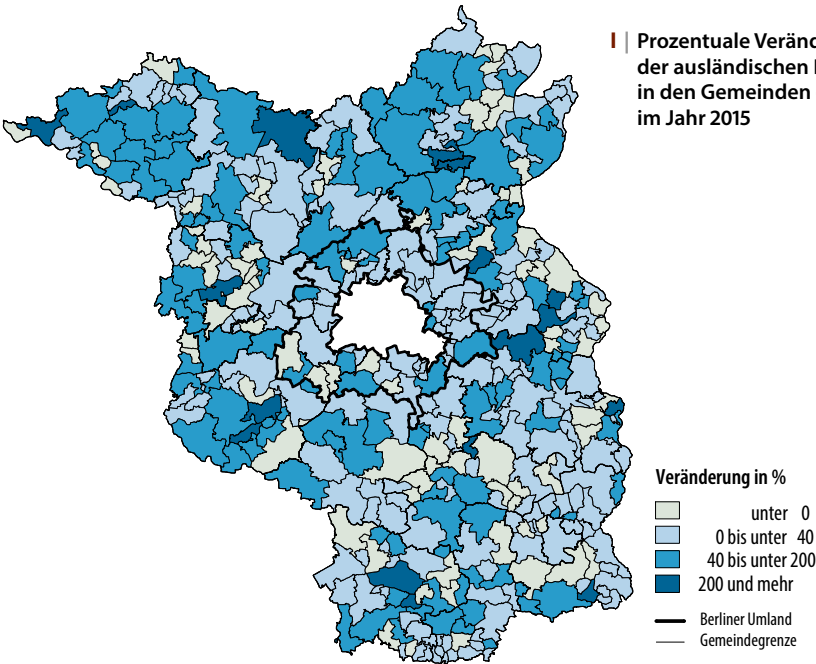 I | Prozentuale
der ausländischen
in den Gemeinden
im Jahr 2015
Veränderung in %
unter 0
0 bis unter 40
40 bis unter 200
200 und mehr
Berliner Umland
Gemeindegrenze